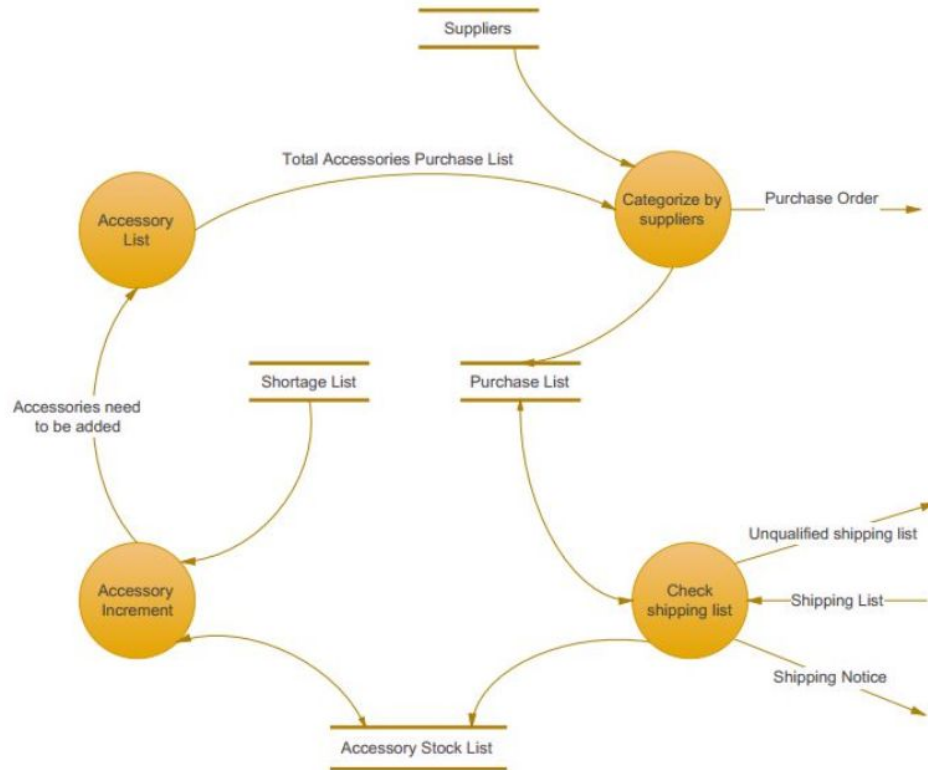 Suppliers
Total Accessories Purchase List
Accessory
List
Categorize by
suppliers
Purchase Order
Shortage List
Purchase List
Accessories need
to be added
Unqualified shipping list
Accessory
Increment
Check
shipping list
Shipping List
Shipping Notice
Accessory Stock List